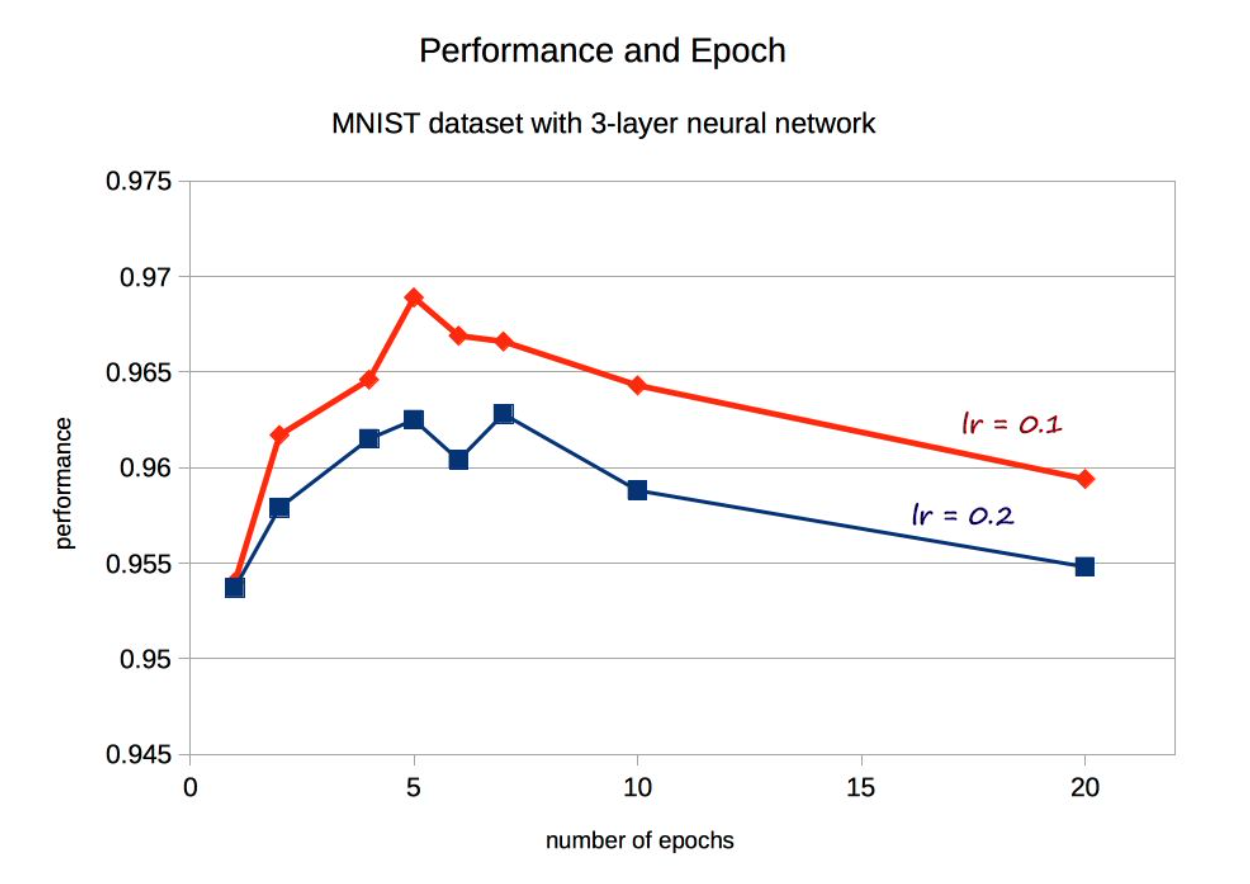 Performance and Epoch
MNIST dataset with 3-layer neural network
0.975
0.97
0.965
0.96
0.955
0.95
0.945
performance
lr = 0.1
lr = 0.2
0 5 10 15 20
number of epochs